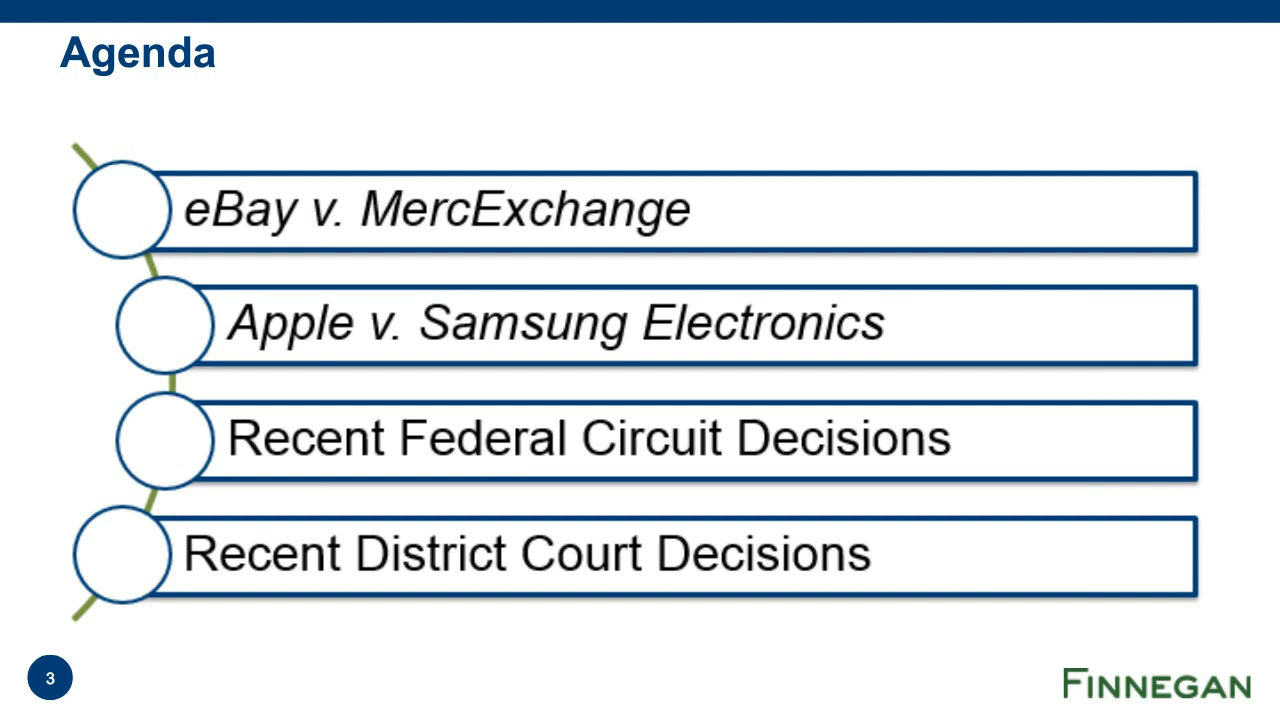 Agenda
eBay v. MercExchange
Apple v. Samsung Electronics
Recent Federal Circuit Decisions
Recent District Court Decisions
3
FINNEGAN